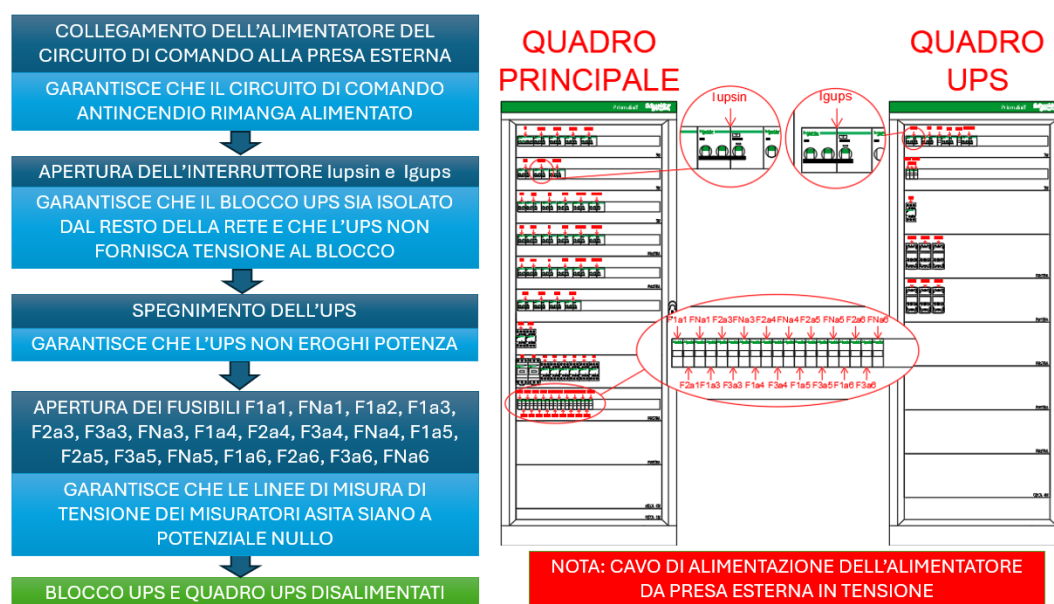 COLLEGAMENTO DELL'ALIMENTATORE DEL
CIRCUITO DI COMANDO ALLA PRESA ESTERNA
GARANTISCE CHE IL CIRCUITO DI COMANDO
ANTINCENDIO RIMANGA ALIMENTATO
APERTURA DELL'INTERRUTTORE Iupsin e Igups
GARANTISCE CHE IL BLOCCO UPS SIA ISOLATO
DAL RESTO DELLA RETE E CHE L'UPS NON
FORNISCA TENSIONE AL BLOCCO
SPEGNIMENTO DELL'UPS
GARANTISCE CHE L'UPS NON EROGHI POTENZA
APERTURA DEI FUSIBILI F1a1, FNa1, F1a2, F1a3,
F2a3, F3a3, FNa3, F1a4, F2a4, F3a4, FNa4, F1a5,
F2a5, F3a5, FNa5, F1a6, F2a6, F3a6, FNa6
GARANTISCE CHE LE LINEE DI MISURA DI
TENSIONE DEI MISURATORI ASITA SIANO A
POTENZIALE NULLO
BLOCCO UPS E QUADRO UPS DISALIMENTATI
QUADRO
PRINCIPALE
QUADRO
UPS
Iupsin
Igups
F1a1 FNa1 F2a3 FNa3 F2a4 FNa4 F2a5 FNa5 F2a6 FNa6
F2a1 F1a3 F3a3 F1a4 F3a4 F1a5 F3a5 F1a6 F3a6
NOTA: CAVO DI ALIMENTAZIONE DELL'ALIMENTATORE
DA PRESA ESTERNA IN TENSIONE